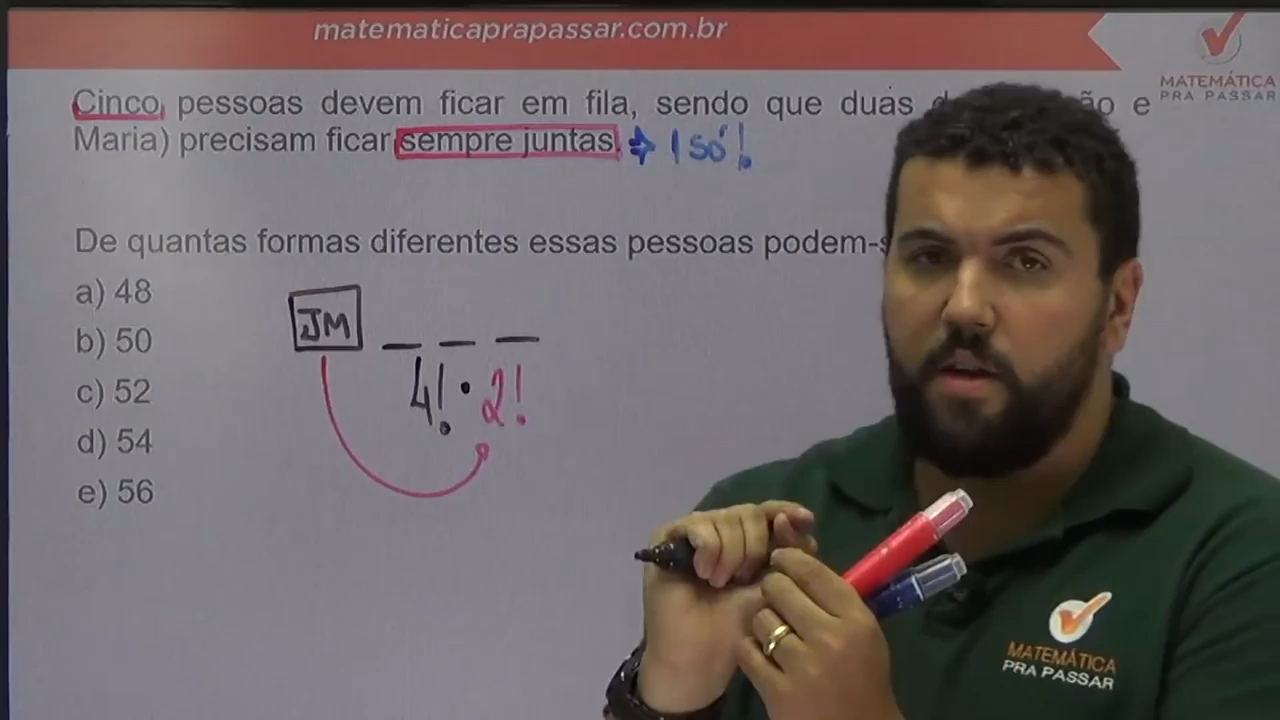 matematicaprapassar.com.br
MATEMÁTICA
PRA PASSAR
Cinco pessoas devem ficar em fila, sendo que duas e
Maria) precisam ficar sempre juntas. ⇒ 1 só!
De quantas formas diferentes essas pessoas podem-s
a) 48
b) 50
c) 52
d) 54
e) 56
JM
4! · 2!
MATEMÁTICA
PRA PASSAR